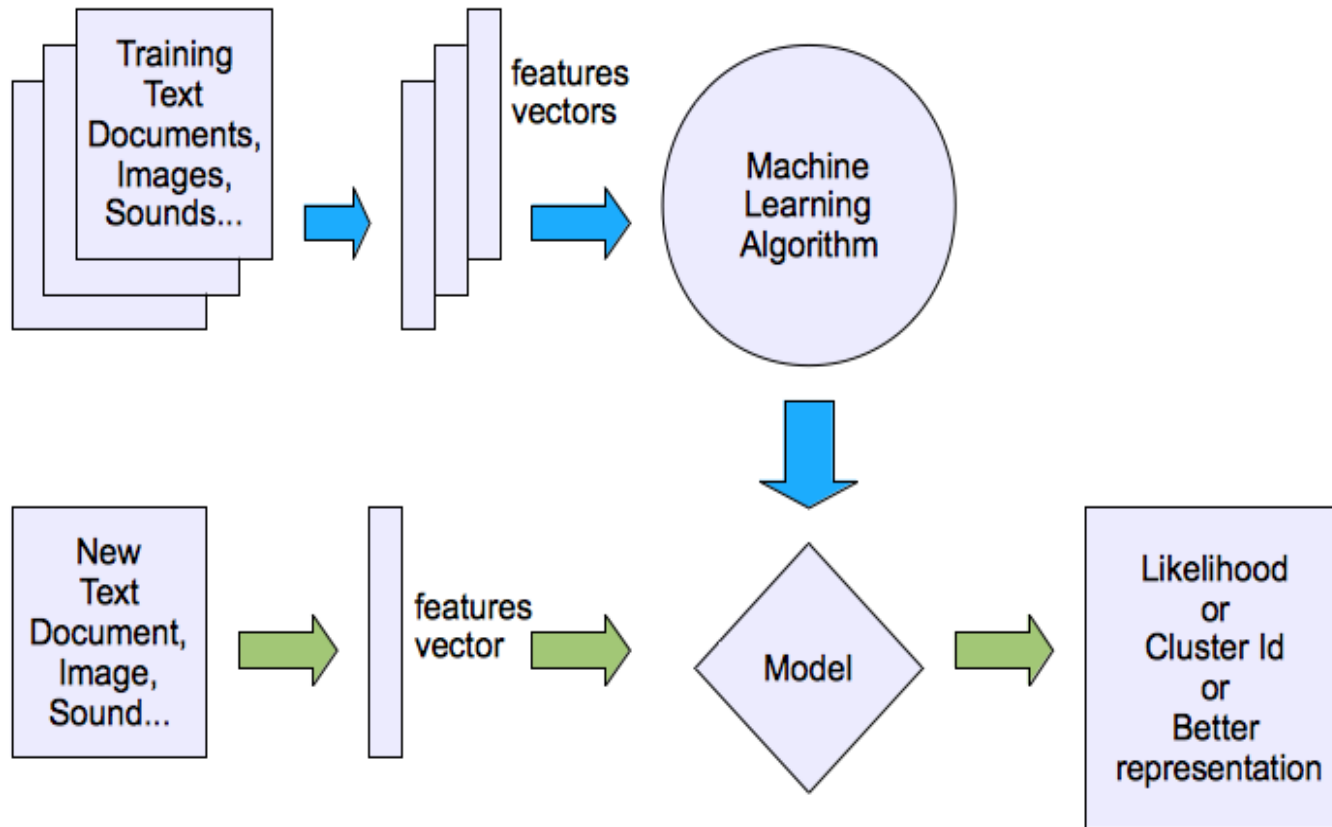 Training
Text
Documents,
Images,
Sounds...
features
vectors
Machine
Learning
Algorithm
New
Text
Document,
Image,
Sound...
features
vector
Model
Likelihood
or
Cluster Id
or
Better
representation